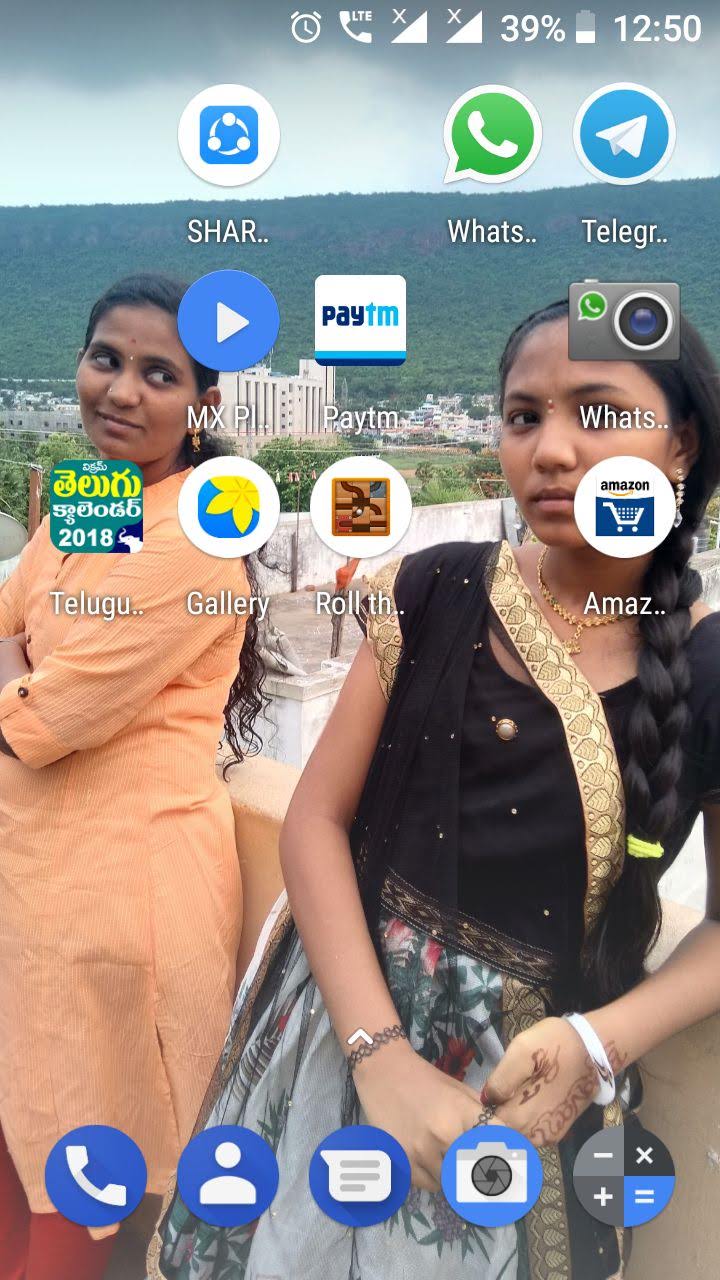 LTE
39%
12:50
SHAR..
Whats..
Telegr..
paytm
MX Pl..
Paytm
Whats..
విక్రమ్
తెలుగు
క్యాలెండర్
2018
amazon
Telugu..
Gallery
Roll th..
Amaz..